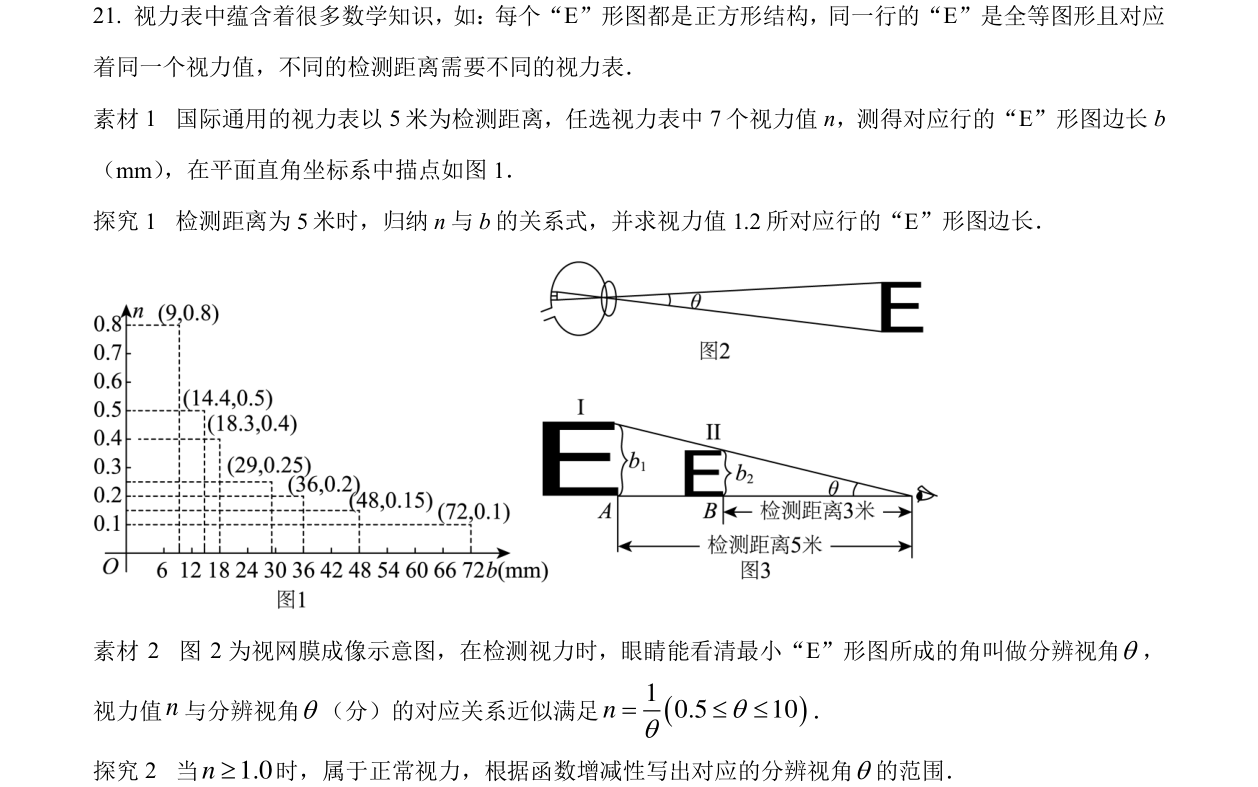 21. 视力表中蕴含着很多数学知识，如：每个“E”形图都是正方形结构，同一行的“E”是全等图形且对应
着同一个视力值，不同的检测距离需要不同的视力表．
素材 1 国际通用的视力表以 5 米为检测距离，任选视力表中 7 个视力值 n，测得对应行的“E”形图边长 b
（mm），在平面直角坐标系中描点如图 1．
探究 1 检测距离为 5 米时，归纳 n 与 b 的关系式，并求视力值 1.2 所对应行的“E”形图边长．
n
0.8
0.7
0.6
0.5
0.4
0.3
0.2
0.1
(9,0.8)
(14.4,0.5)
(18.3,0.4)
(29,0.25)
(36,0.2)
(48,0.15)
(72,0.1)
O 6 12 18 24 30 36 42 48 54 60 66 72 b(mm)
图1
θ
E
图2
I
E
b₁
II
E
b₂
θ
A
B
检测距离3米
检测距离5米
图3
素材 2 图 2 为视网膜成像示意图，在检测视力时，眼睛能看清最小“E”形图所成的角叫做分辨视角 θ，
视力值 n 与分辨视角 θ（分）的对应关系近似满足 n = 1/θ (0.5 ≤ θ ≤ 10)．
探究 2 当 n ≥ 1.0 时，属于正常视力，根据函数增减性写出对应的分辨视角 θ 的范围．